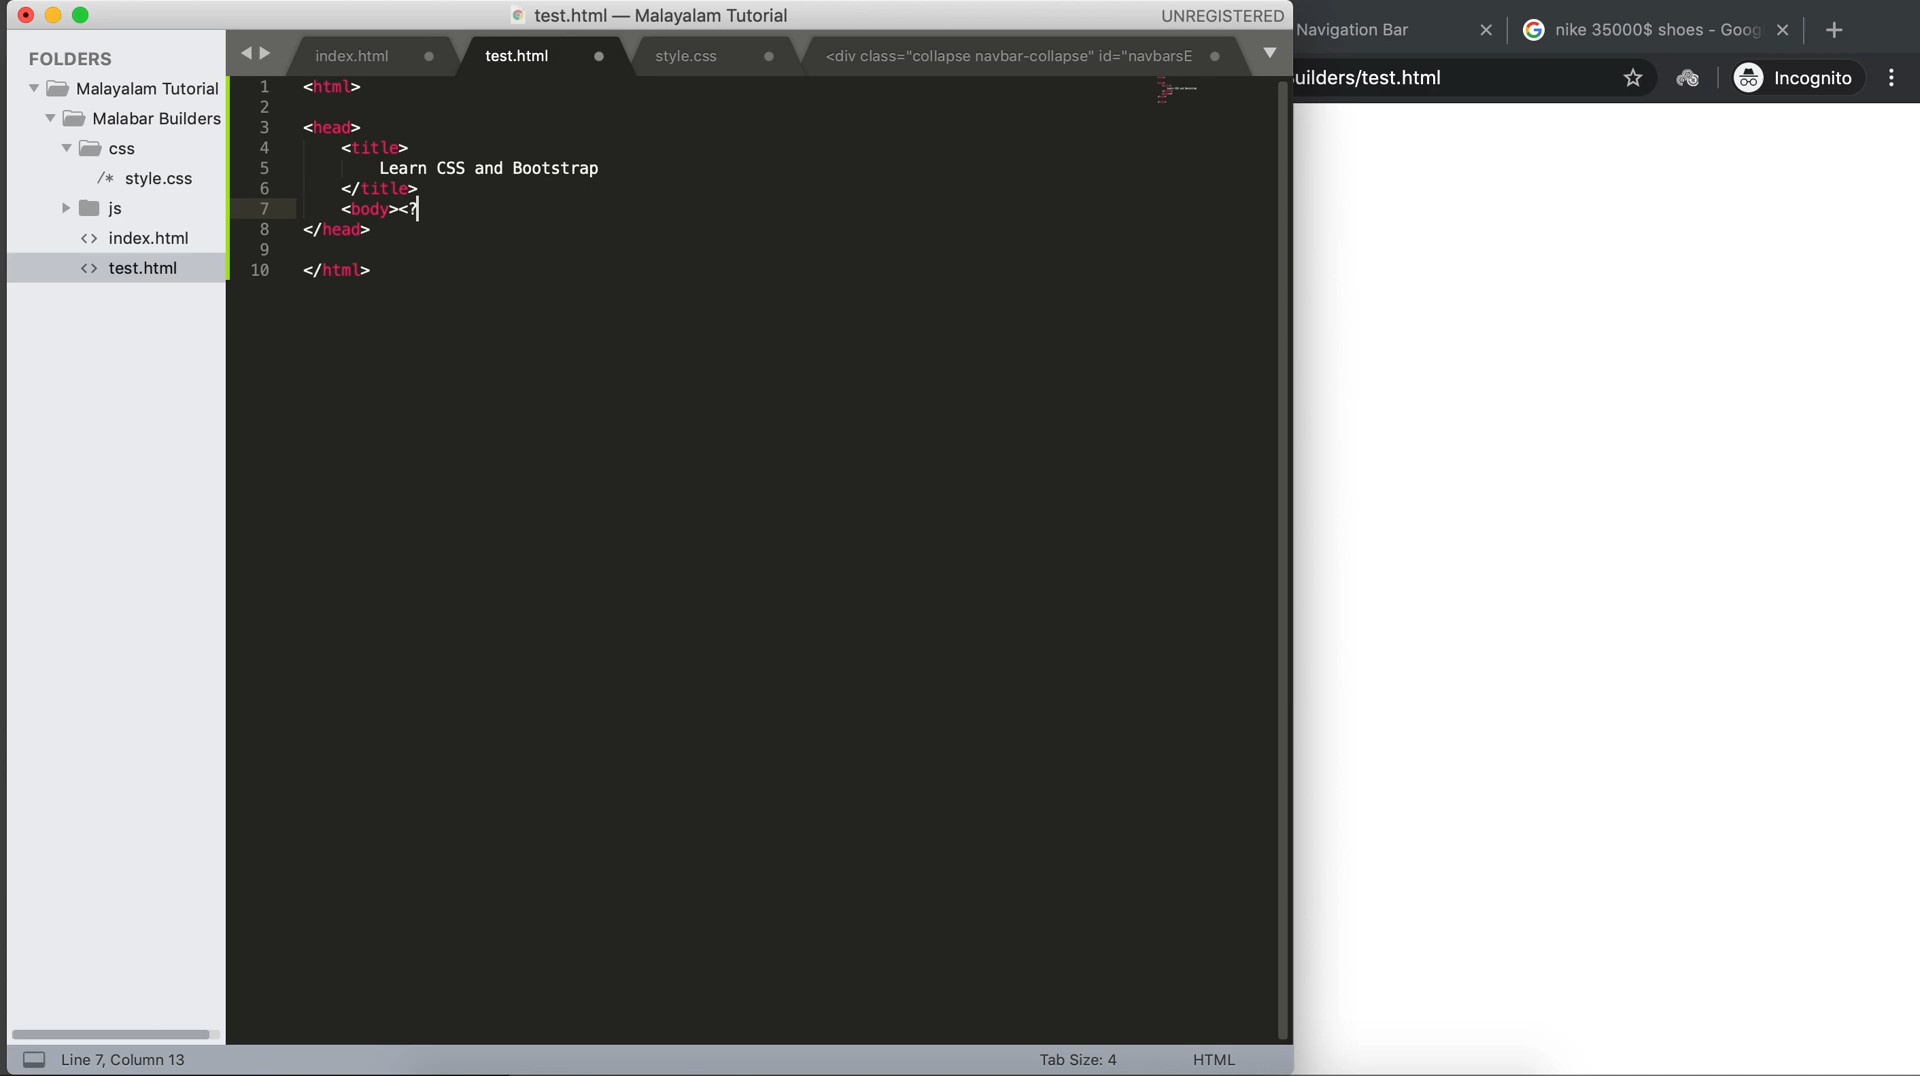 test.html — Malayalam Tutorial
UNREGISTERED
Navigation Bar
nike 35000$ shoes - Goog
FOLDERS
index.html
test.html
style.css
<div class="collapse navbar-collapse" id="navbarsE
uilders/test.html
Incognito
Malayalam Tutorial
Malabar Builders
css
/* style.css
js
<> index.html
<> test.html
1 <html>
2
3 <head>
4 <title>
5 Learn CSS and Bootstrap
6 </title>
7 <body><?
8 </head>
9
10 </html>
Line 7, Column 13
Tab Size: 4
HTML